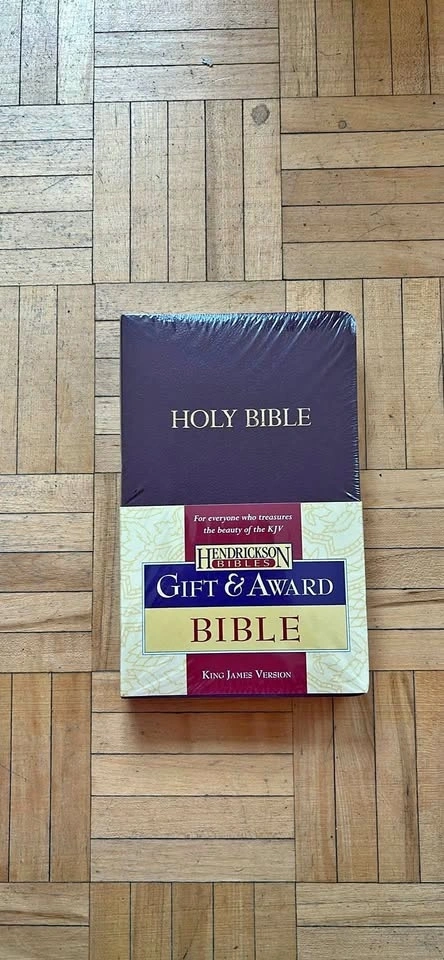 HOLY BIBLE
For everyone who treasures
the beauty of the KJV
HENDRICKSON
BIBLES
GIFT & AWARD
BIBLE
KING JAMES VERSION